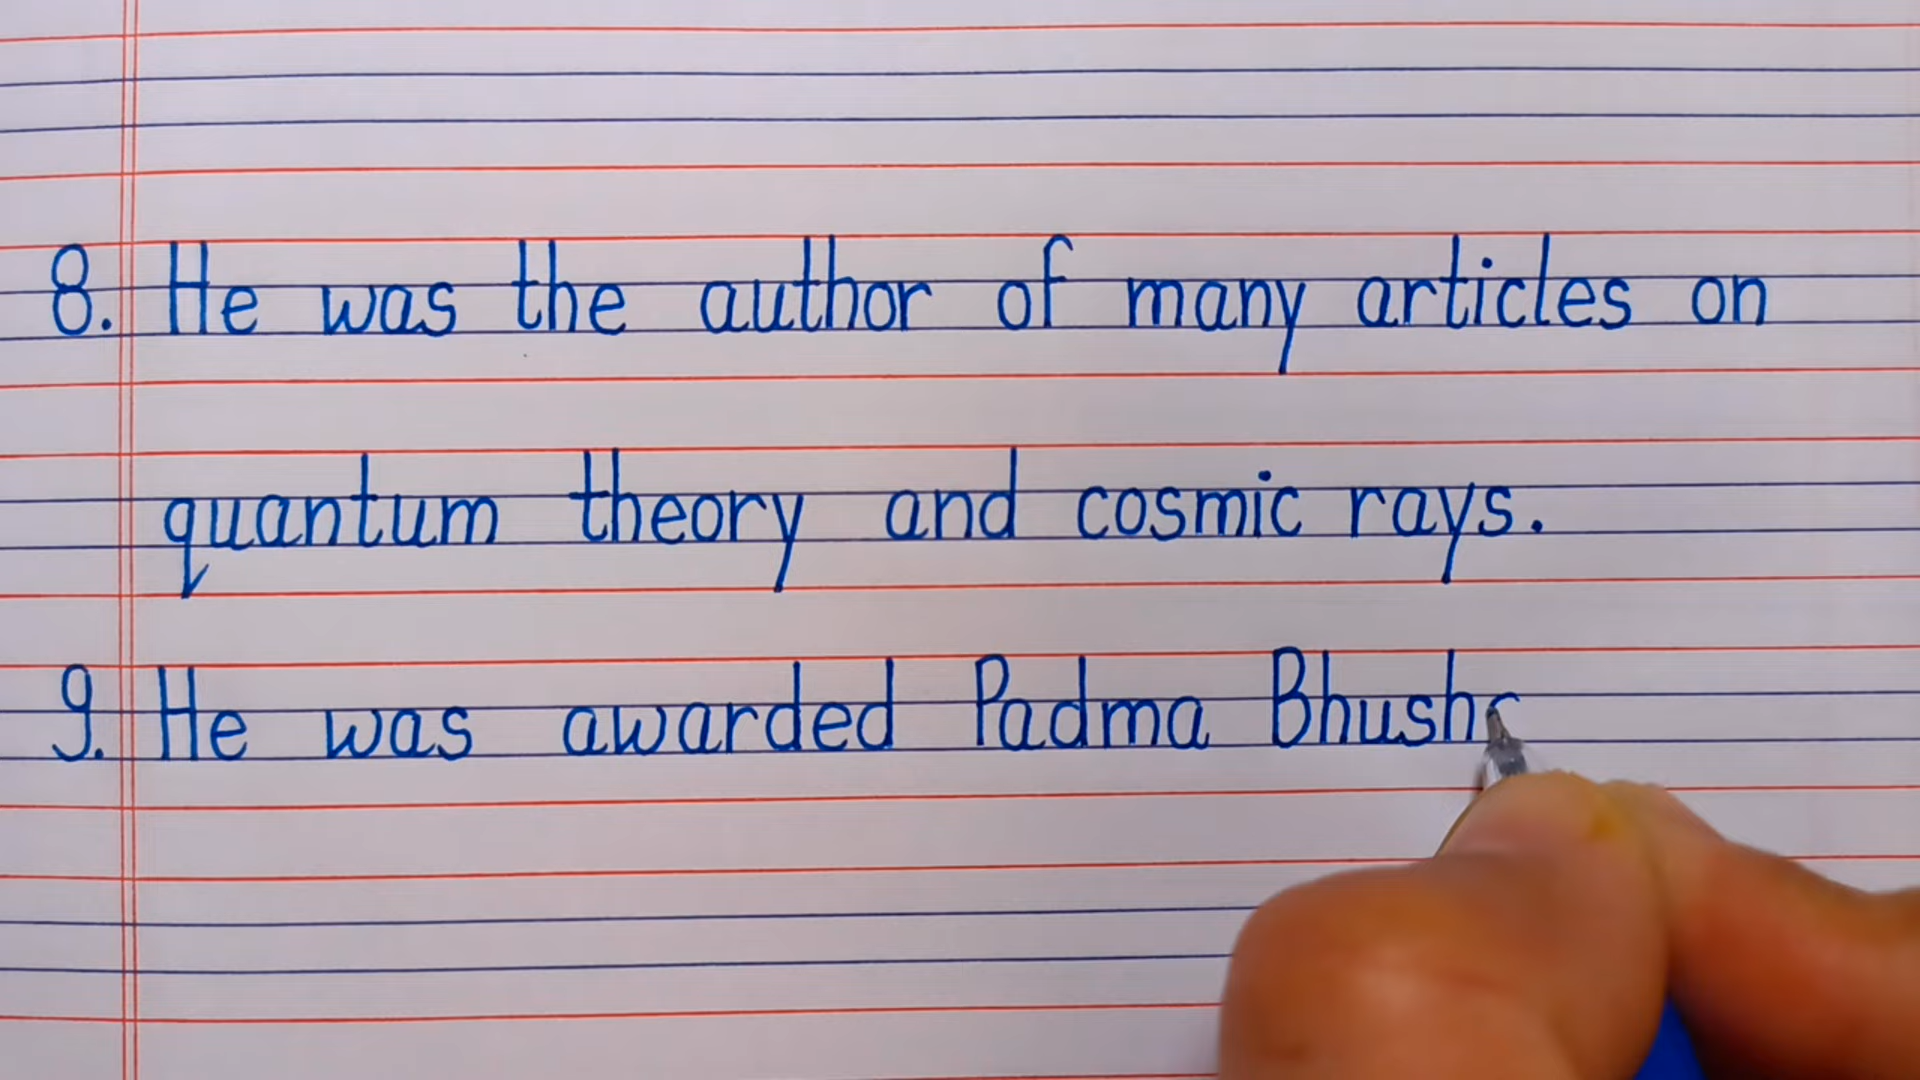 8. He was the author of many articles on
quantum theory and cosmic rays.
9. He was awarded Padma Bhush